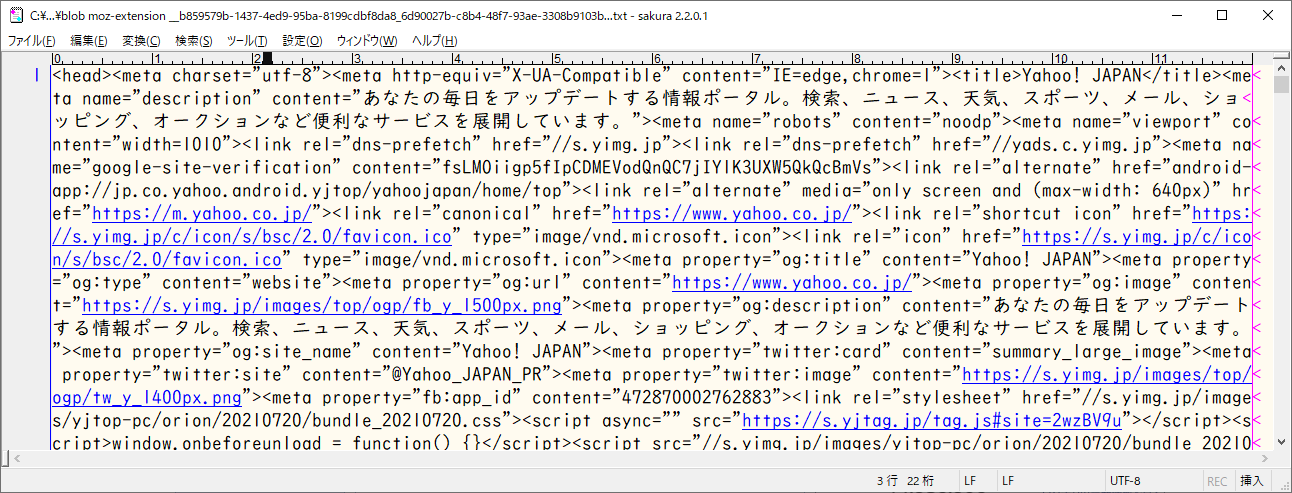 C:¥...¥blob moz-extension __b859579b-1437-4ed9-95ba-8199cdbf8da8_6d90027b-c8b4-48f7-93ae-3308b9103b...txt - sakura 2.2.0.1
ファイル(F) 編集(E) 変換(C) 検索(S) ツール(T) 設定(O) ウィンドウ(W) ヘルプ(H)
0 1 2 3 4 5 6 7 8 9 10 11
1 <head><meta charset="utf-8"><meta http-equiv="X-UA-Compatible" content="IE=edge,chrome=1"><title>Yahoo! JAPAN</title><me<
ta name="description" content="あなたの毎日をアップデートする情報ポータル。検索、ニュース、天気、スポーツ、メール、ショ<
ッピング、オークションなど便利なサービスを展開しています。"><meta name="robots" content="noodp"><meta name="viewport" co<
ntent="width=1010"><link rel="dns-prefetch" href="//s.yimg.jp"><link rel="dns-prefetch" href="//yads.c.yimg.jp"><meta na<
me="google-site-verification" content="fsLMOiigp5fIpCDMEVodQnQC7jIYlK3UXW5QkQcBmVs"><link rel="alternate" href="android-<
app://jp.co.yahoo.android.yjtop/yahoojapan/home/top"><link rel="alternate" media="only screen and (max-width: 640px)" hr<
ef="https://m.yahoo.co.jp/"><link rel="canonical" href="https://www.yahoo.co.jp/"><link rel="shortcut icon" href="https:<
//s.yimg.jp/c/icon/s/bsc/2.0/favicon.ico" type="image/vnd.microsoft.icon"><link rel="icon" href="https://s.yimg.jp/c/ico<
n/s/bsc/2.0/favicon.ico" type="image/vnd.microsoft.icon"><meta property="og:title" content="Yahoo! JAPAN"><meta property<
="og:type" content="website"><meta property="og:url" content="https://www.yahoo.co.jp/"><meta property="og:image" conten<
t="https://s.yimg.jp/images/top/ogp/fb_y_1500px.png"><meta property="og:description" content="あなたの毎日をアップデート<
する情報ポータル。検索、ニュース、天気、スポーツ、メール、ショッピング、オークションなど便利なサービスを展開しています。<
"><meta property="og:site_name" content="Yahoo! JAPAN"><meta property="twitter:card" content="summary_large_image"><meta<
 property="twitter:site" content="@Yahoo_JAPAN_PR"><meta property="twitter:image" content="https://s.yimg.jp/images/top/<
ogp/tw_y_1400px.png"><meta property="fb:app_id" content="472870002762883"><link rel="stylesheet" href="//s.yimg.jp/image<
s/yjtop-pc/orion/20210720/bundle_20210720.css"><script async="" src="https://s.yjtag.jp/tag.js#site=2wzBV9u"></script><s<
cript>window.onbeforeunload = function() {}</script><script src="//s.yimg.jp/images/yjtop-pc/orion/20210720/bundle_20210<
3 行 22 桁 LF LF UTF-8 REC 挿入